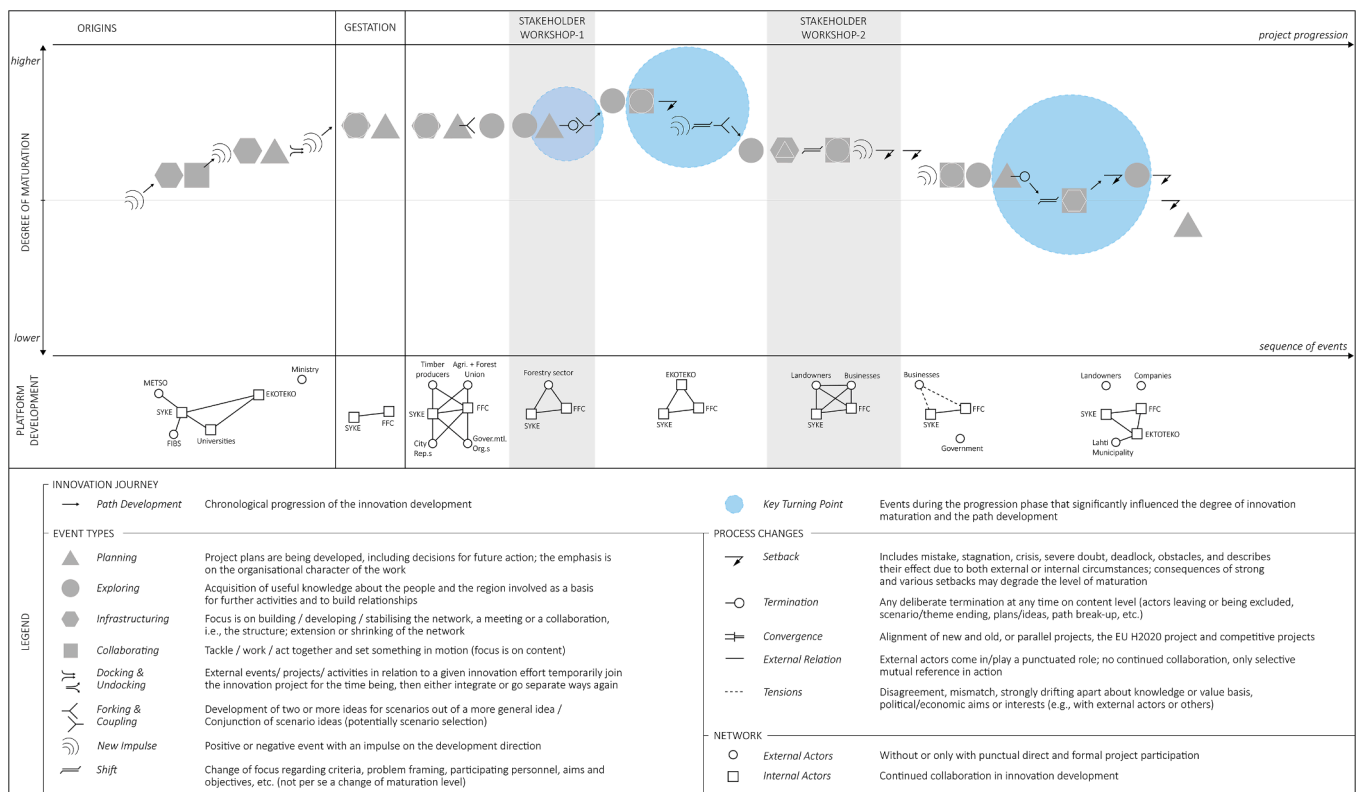 ORIGINS
GESTATION
STAKEHOLDER
WORKSHOP-1
STAKEHOLDER
WORKSHOP-2
project progression
higher
DEGREE OF MATURATION
lower
sequence of events
PLATFORM
DEVELOPMENT
METSO
SYKE
FIBS
Universities
EKOTEKO
Ministry
SYKE
FFC
Timber
producers
Agri. + Forest
Union
SYKE
FFC
City
Rep.s
Gover.mtl.
Org.s
Forestry sector
FFC
SYKE
EKOTEKO
FFC
SYKE
Landowners
Businesses
FFC
SYKE
Businesses
FFC
SYKE
Government
Landowners
Companies
SYKE
FFC
EKTOTEKO
Lahti
Municipality
LEGEND
INNOVATION JOURNEY
Path Development
Chronological progression of the innovation development
Key Turning Point
Events during the progression phase that significantly influenced the degree of innovation
maturation and the path development
EVENT TYPES
Planning
Project plans are being developed, including decisions for future action; the emphasis is
on the organisational character of the work
Exploring
Acquisition of useful knowledge about the people and the region involved as a basis
for further activities and to build relationships
Infrastructuring
Focus is on building / developing / stabilising the network, a meeting or a collaboration,
i.e., the structure; extension or shrinking of the network
Collaborating
Tackle / work / act together and set something in motion (focus is on content)
Docking &
Undocking
External events/ projects/ activities in relation to a given innovation effort temporarily join
the innovation project for the time being, then either integrate or go separate ways again
Forking &
Coupling
Development of two or more ideas for scenarios out of a more general idea /
Conjunction of scenario ideas (potentially scenario selection)
New Impulse
Positive or negative event with an impulse on the development direction
Shift
Change of focus regarding criteria, problem framing, participating personnel, aims and
objectives, etc. (not per se a change of maturation level)
PROCESS CHANGES
Setback
Includes mistake, stagnation, crisis, severe doubt, deadlock, obstacles, and describes
their effect due to both external or internal circumstances; consequences of strong
and various setbacks may degrade the level of maturation
Termination
Any deliberate termination at any time on content level (actors leaving or being excluded,
scenario/theme ending, plans/ideas, path break-up, etc.)
Convergence
Alignment of new and old, or parallel projects, the EU H2020 project and competitive projects
External Relation
External actors come in/play a punctuated role; no continued collaboration, only selective
mutual reference in action
Tensions
Disagreement, mismatch, strongly drifting apart about knowledge or value basis,
political/economic aims or interests (e.g., with external actors or others)
NETWORK
External Actors
Without or only with punctual direct and formal project participation
Internal Actors
Continued collaboration in innovation development